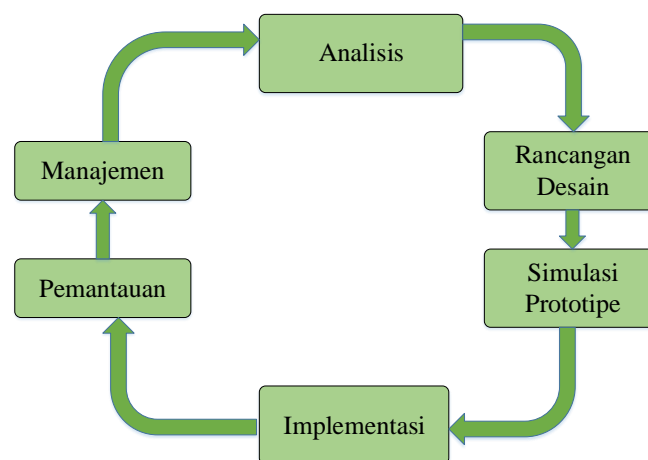 Analisis
Rancangan
Desain
Simulasi
Prototipe
Implementasi
Pemantauan
Manajemen